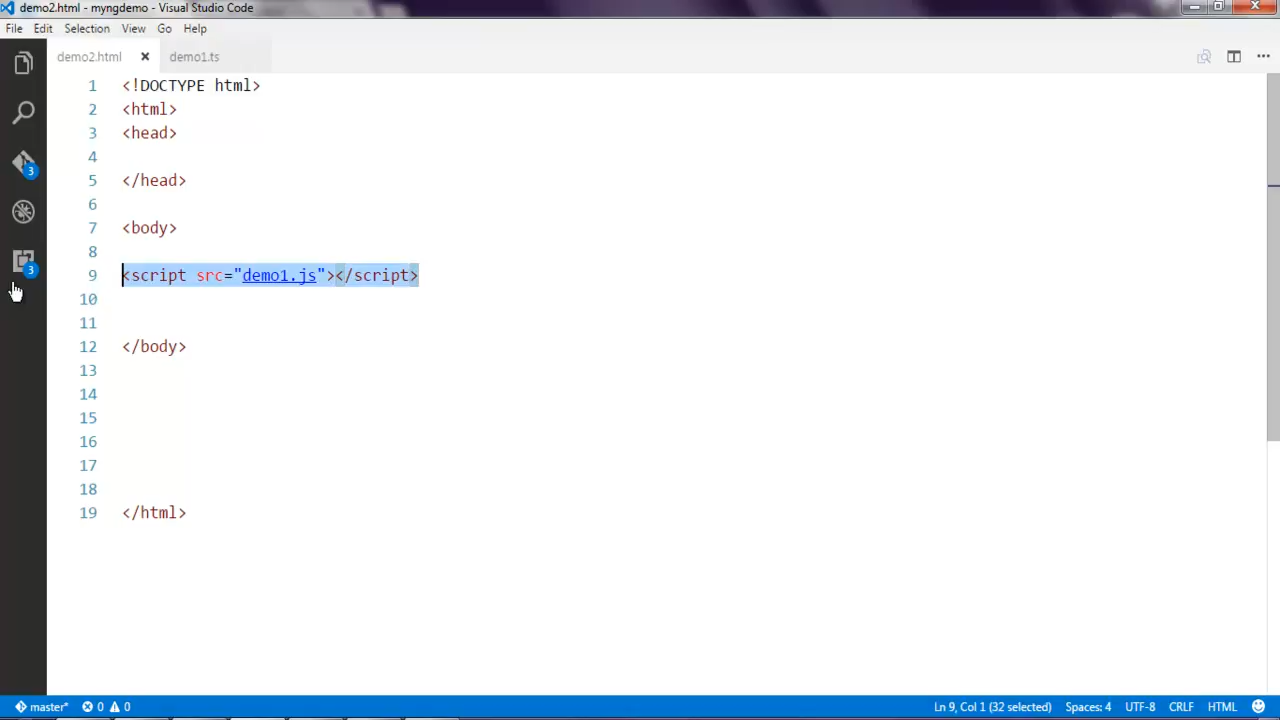 demo2.html - myngdemo - Visual Studio Code
File Edit Selection View Go Help
demo2.html demo1.ts
1 <!DOCTYPE html>
2 <html>
3 <head>
4
5 </head>
6
7 <body>
8
9 <script src="demo1.js"></script>
10
11
12 </body>
13
14
15
16
17
18
19 </html>
3
3
master* 0 0 Ln 9, Col 1 (32 selected) Spaces: 4 UTF-8 CRLF HTML